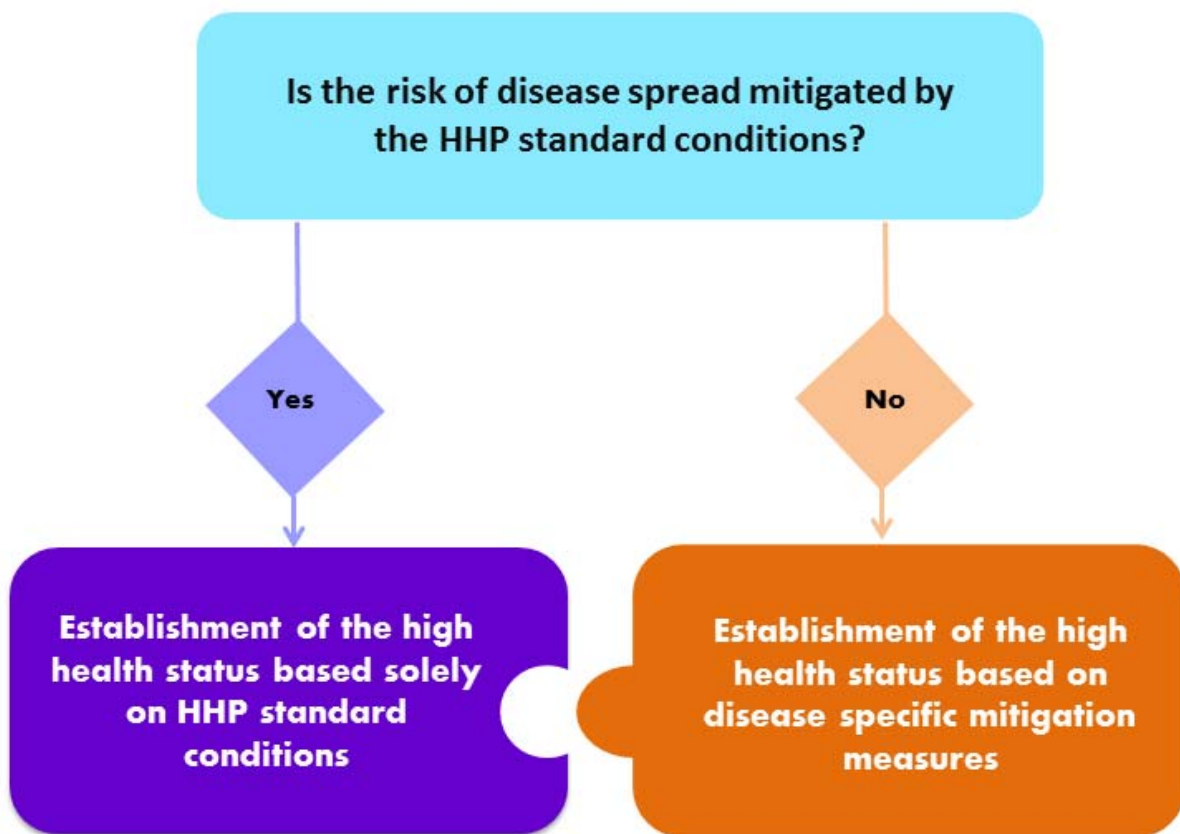 Is the risk of disease spread mitigated by
the HHP standard conditions?
Yes
No
Establishment of the high
health status based solely
on HHP standard
conditions
Establishment of the high
health status based on
disease specific mitigation
measures